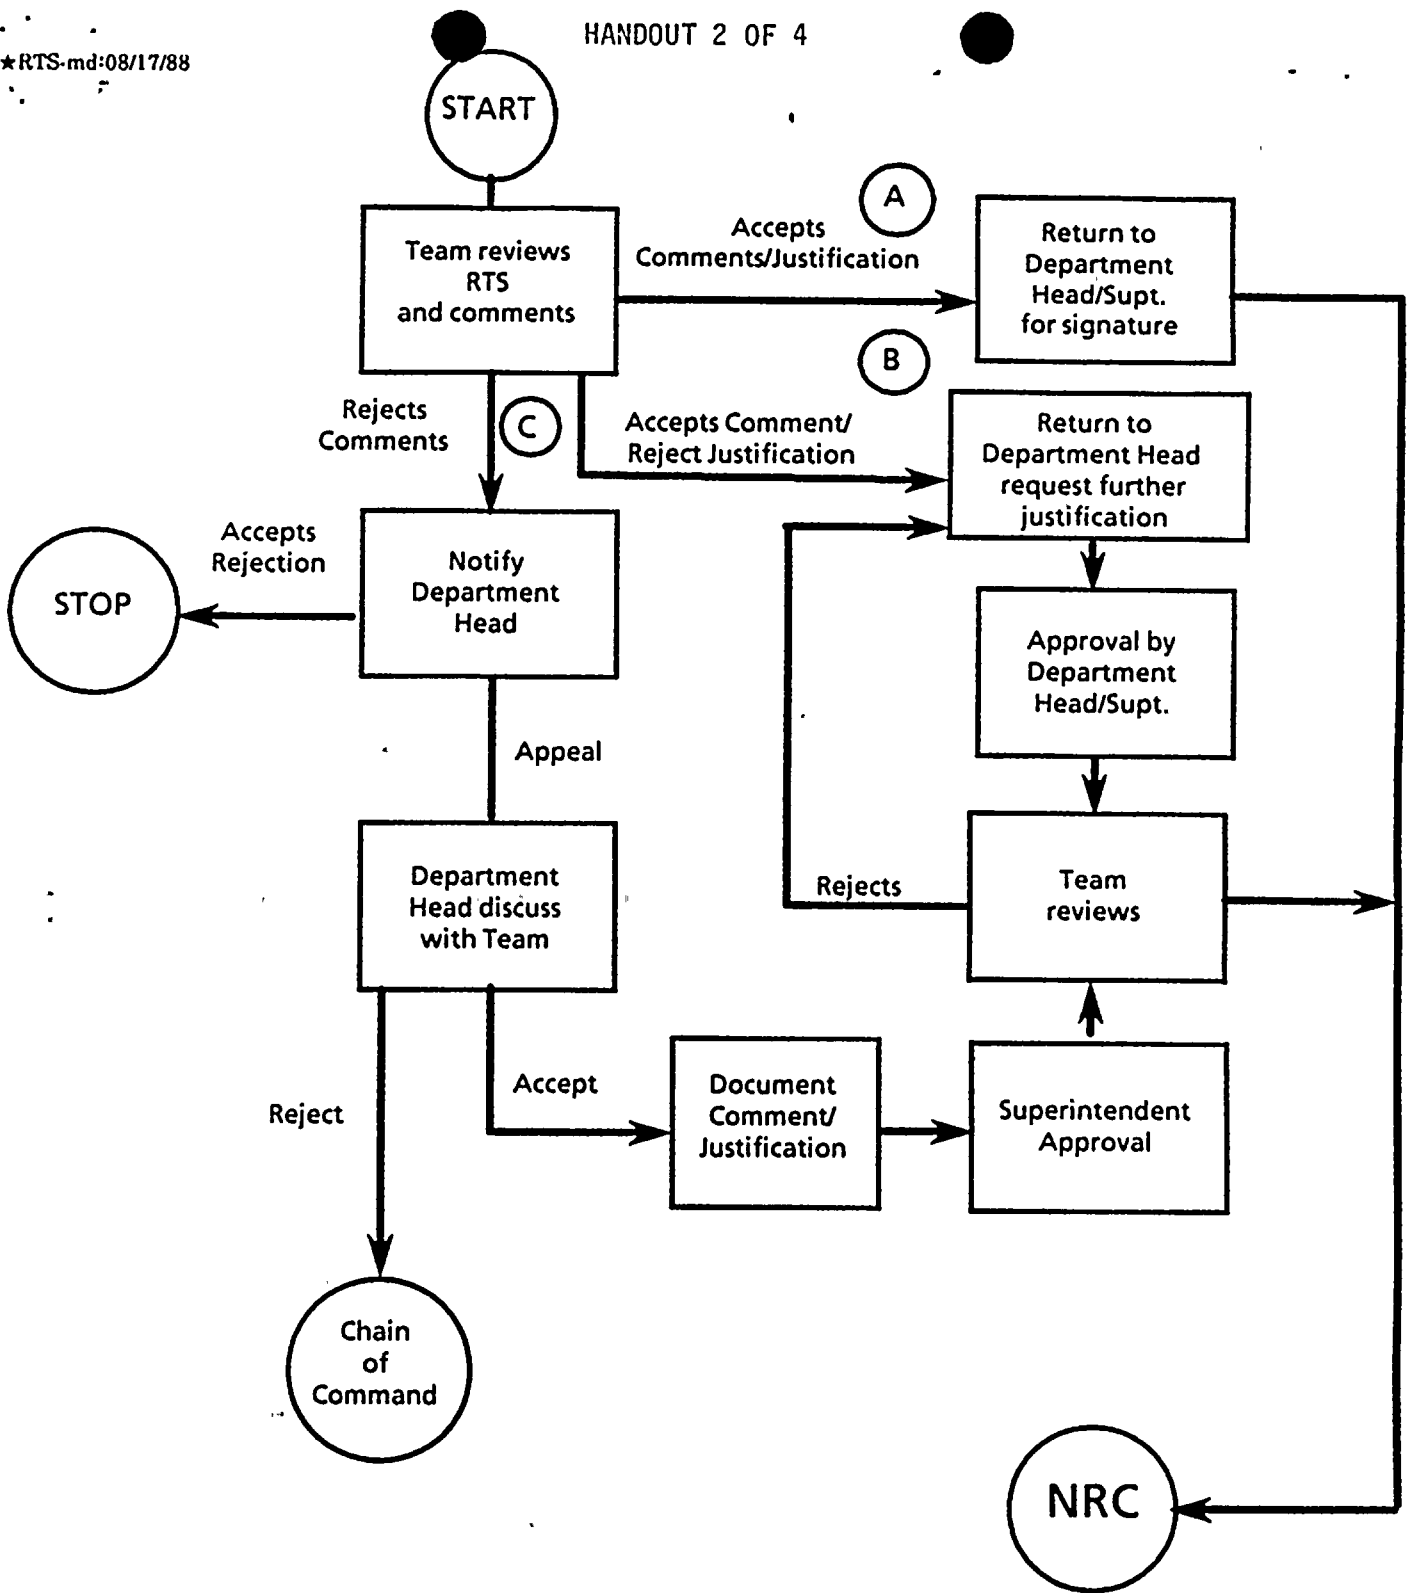 HANDOUT 2 OF 4
★RTS-md:08/17/88
START
A
Team reviews
RTS
and comments
Accepts
Comments/Justification
Return to
Department
Head/Supt.
for signature
B
Rejects
Comments
C
Accepts Comment/
Reject Justification
Return to
Department Head
request further
justification
Accepts
Rejection
STOP
Notify
Department
Head
Approval by
Department
Head/Supt.
Appeal
Department
Head discuss
with Team
Rejects
Team
reviews
Reject
Accept
Document
Comment/
Justification
Superintendent
Approval
Chain
of
Command
NRC